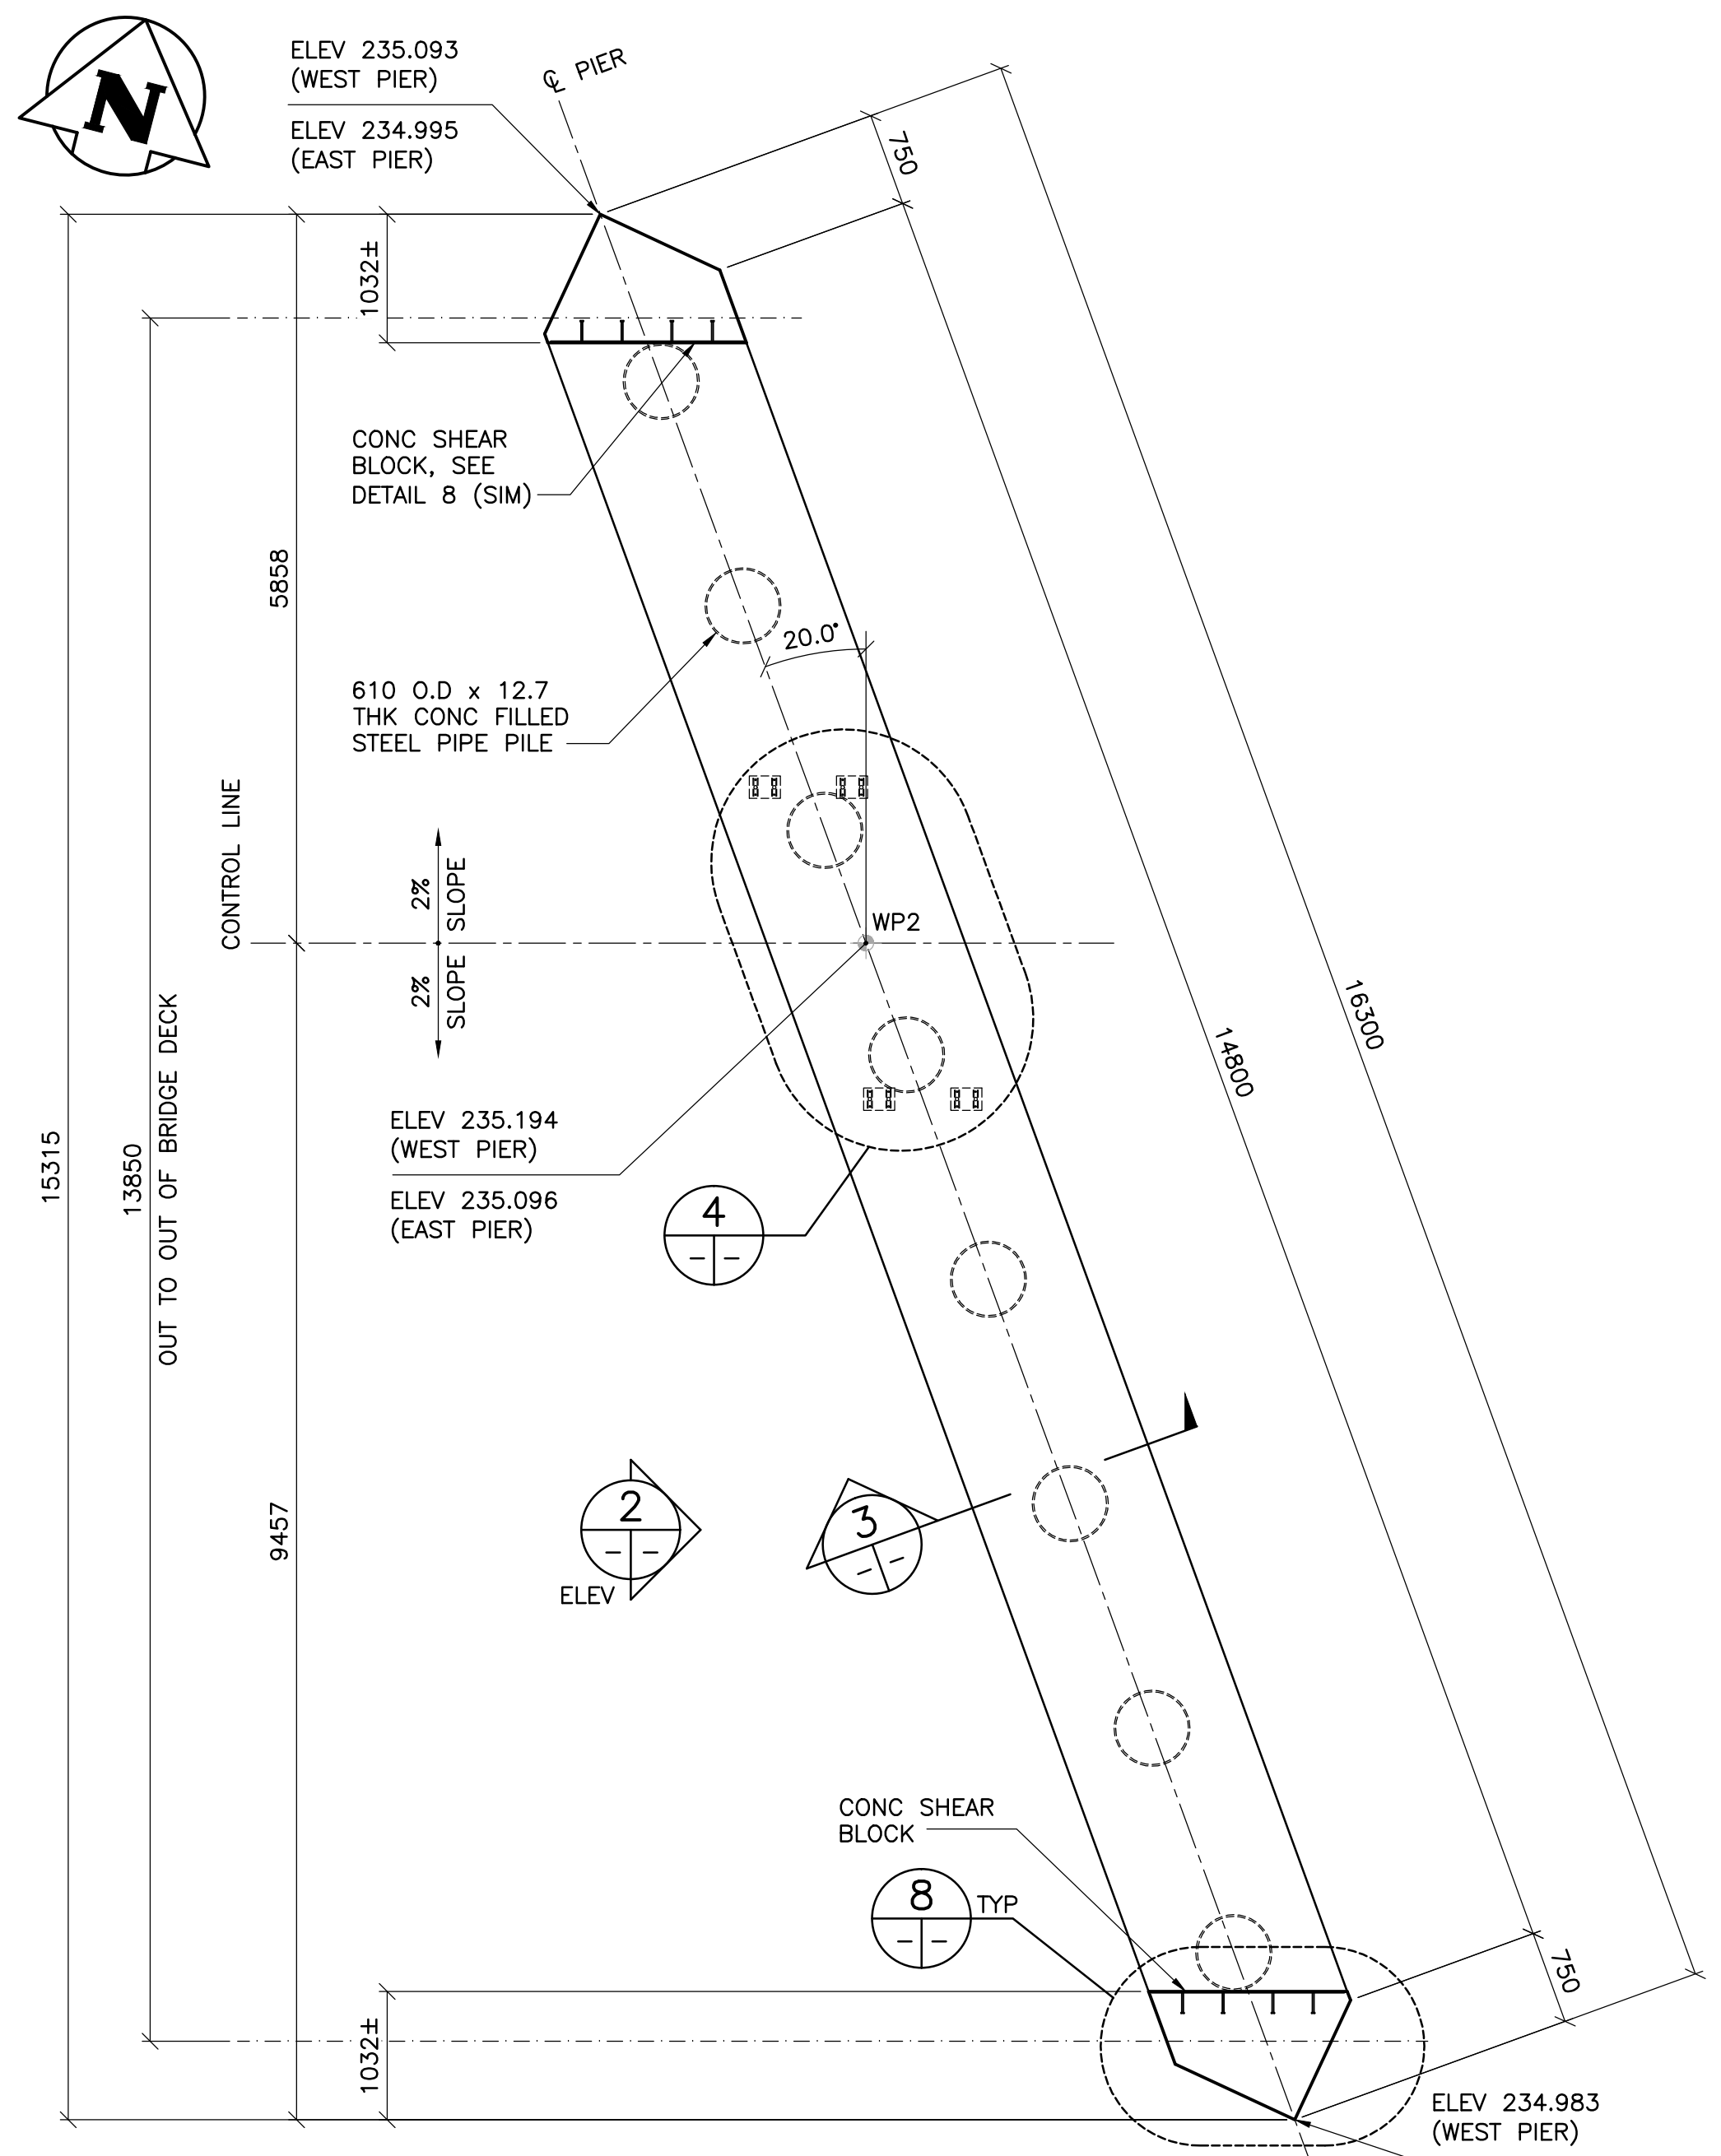 N
ELEV 235.093
(WEST PIER)
ELEV 234.995
(EAST PIER)
℄ PIER
750
1032±
CONC SHEAR
BLOCK, SEE
DETAIL 8 (SIM)
5858
20.0°
610 O.D x 12.7
THK CONC FILLED
STEEL PIPE PILE
CONTROL LINE
2%
SLOPE
2%
SLOPE
WP2
16300
14800
OUT TO OUT OF BRIDGE DECK
13850
15315
ELEV 235.194
(WEST PIER)
ELEV 235.096
(EAST PIER)
4
- -
9457
2
- -
ELEV
3
- -
CONC SHEAR
BLOCK
8
- -
TYP
750
1032±
ELEV 234.983
(WEST PIER)